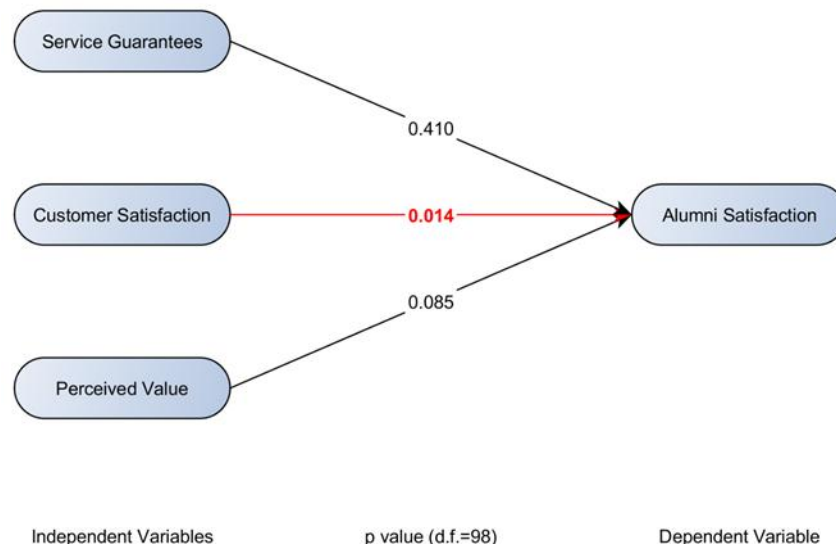 Service Guarantees
0.410
Customer Satisfaction
0.014
Alumni Satisfaction
0.085
Perceived Value
Independent Variables
p value (d.f.=98)
Dependent Variable